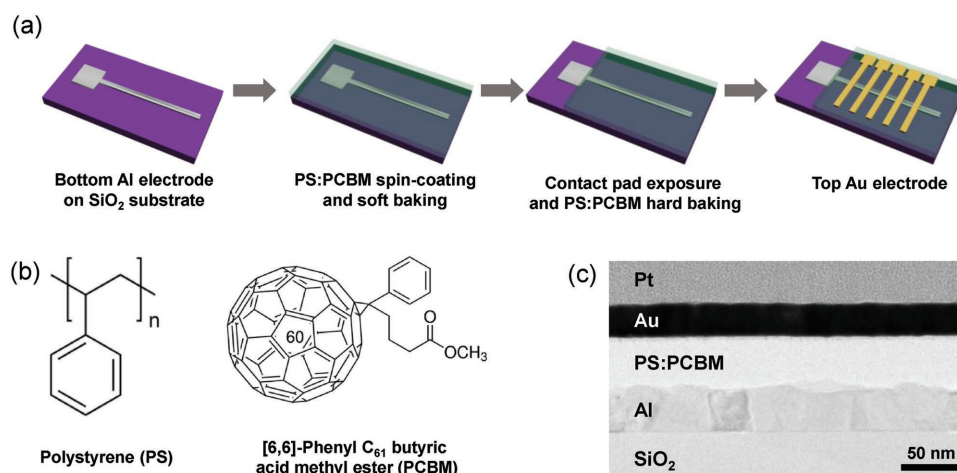 (a)
Bottom Al electrode
on SiO₂ substrate
PS:PCBM spin-coating
and soft baking
Contact pad exposure
and PS:PCBM hard baking
Top Au electrode
(b)
n
Polystyrene (PS)
60
O
OCH₃
[6,6]-Phenyl C₆₁ butyric
acid methyl ester (PCBM)
(c)
Pt
Au
PS:PCBM
Al
SiO₂
50 nm